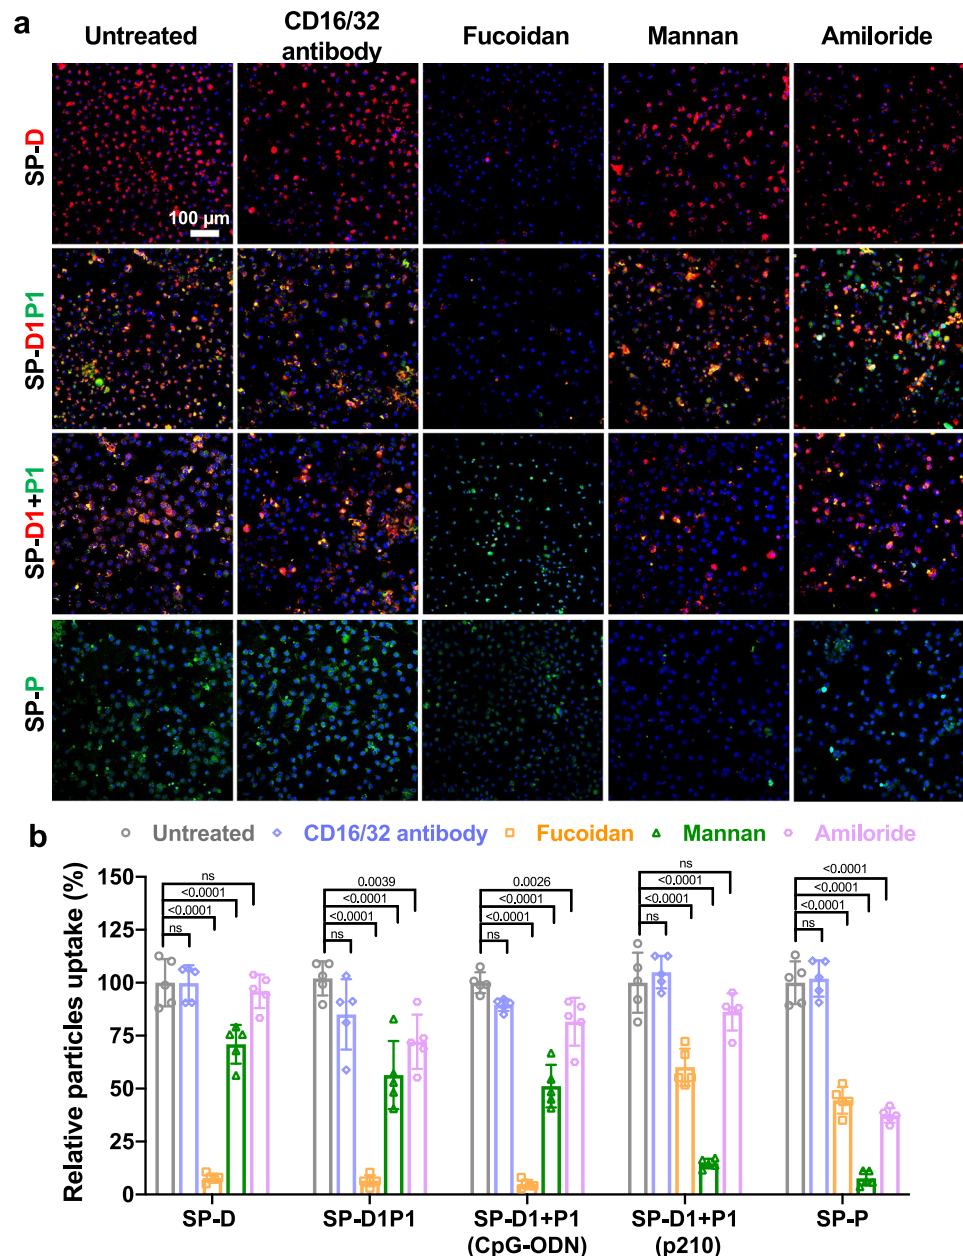 a
Untreated
CD16/32
antibody
Fucoidan
Mannan
Amiloride
SP-D
100 μm
SP-D1P1
SP-D1+P1
SP-P
b
Untreated
CD16/32 antibody
Fucoidan
Mannan
Amiloride
Relative particles uptake (%)
150
125
100
75
50
25
0
ns
<0.0001
<0.0001
ns
0.0039
<0.0001
<0.0001
ns
0.0026
<0.0001
<0.0001
ns
ns
<0.0001
<0.0001
ns
<0.0001
<0.0001
<0.0001
ns
SP-D
SP-D1P1
SP-D1+P1
(CpG-ODN)
SP-D1+P1
(p210)
SP-P